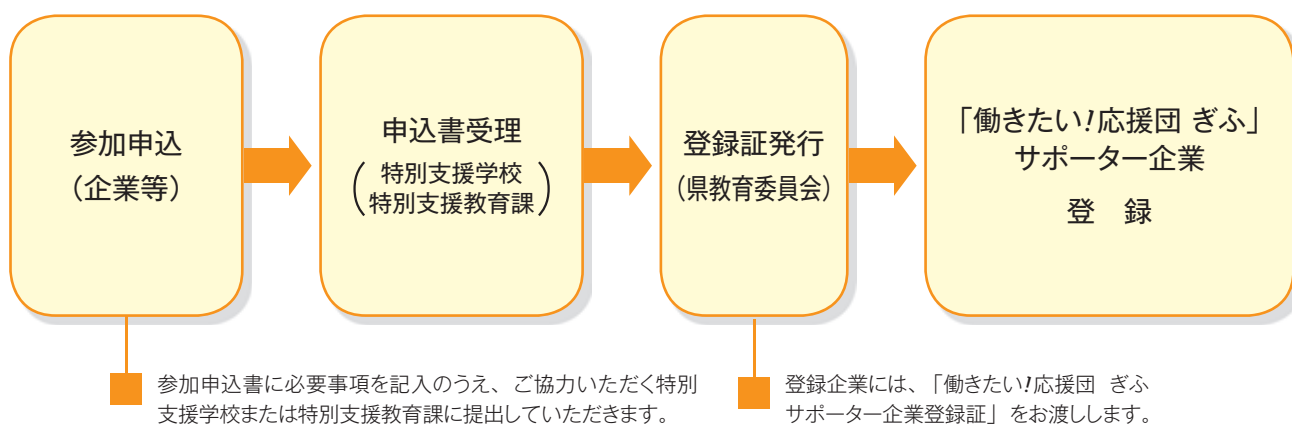 参加申込
（企業等）
申込書受理
（特別支援学校
特別支援教育課）
登録証発行
（県教育委員会）
「働きたい！応援団 ぎふ」
サポーター企業
登　録
参加申込書に必要事項を記入のうえ、ご協力いただく特別
支援学校または特別支援教育課に提出していただきます。
登録企業には、「働きたい！応援団 ぎふ
サポーター企業登録証」をお渡しします。